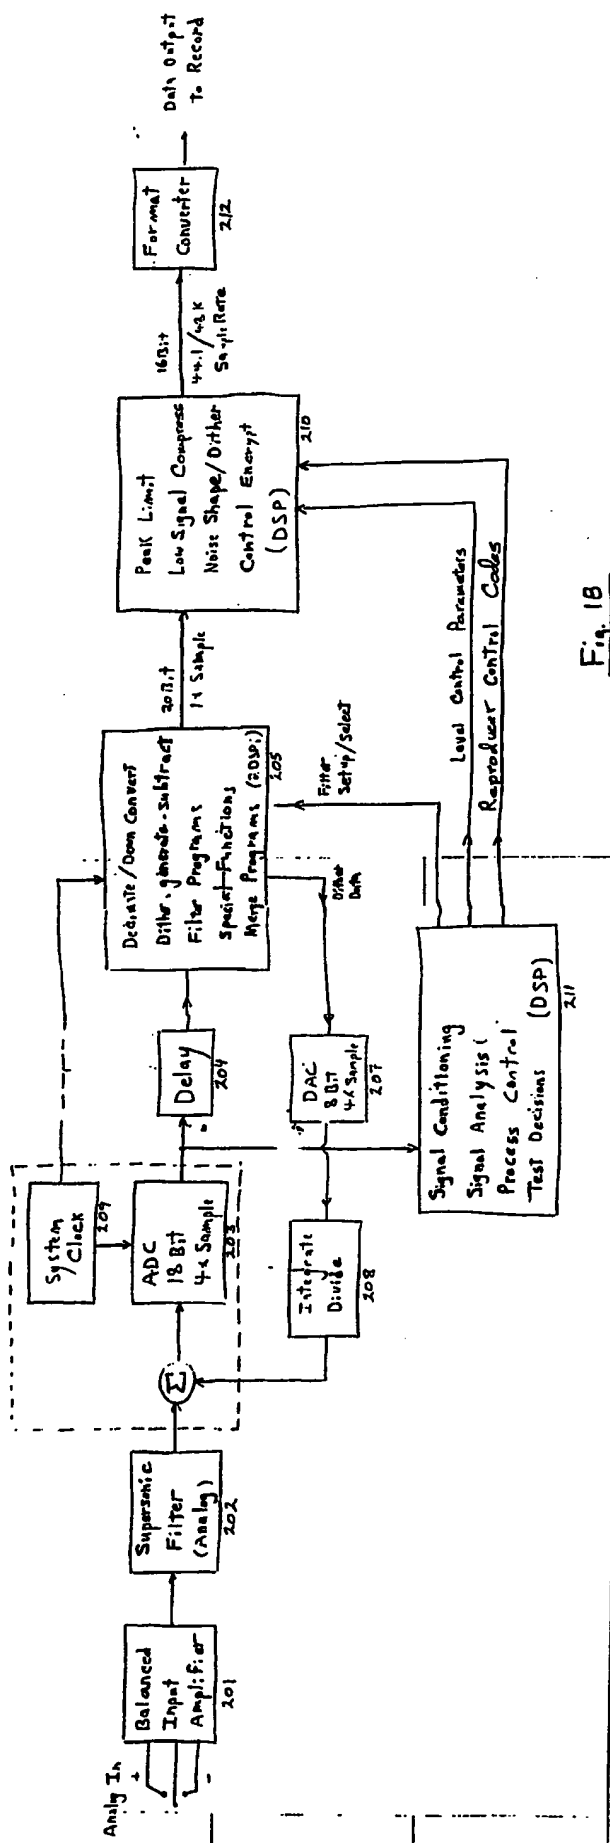 Analog In
+
-
Balanced
Input
Amplifier
201
Supersonic
Filter
(Analog)
202
Σ
System
/Clock
209
ADC
18 Bit
4x Sample
203
Delay
204
Decimate/Down Convert
Dither, generate-subtract
Filter Programs
Special Functions
Merge Programs (2DSP)
205
Dither
Data
DAC
8 Bit
4x Sample
207
Integrate
Divide
208
Signal Conditioning
Signal Analysis
Process Control
Test Decisions (DSP)
211
Filter
Setup/Select
Level Control Parameters
Reproducer Control Codes
20Bit
1x Sample
Peak Limit
Low Signal Compress
Noise Shape/Dither
Control Encrypt
(DSP)
210
16Bit
44.1/48K
Sample Rate
Format
Converter
212
Data Output
To Record
Fig. 1B